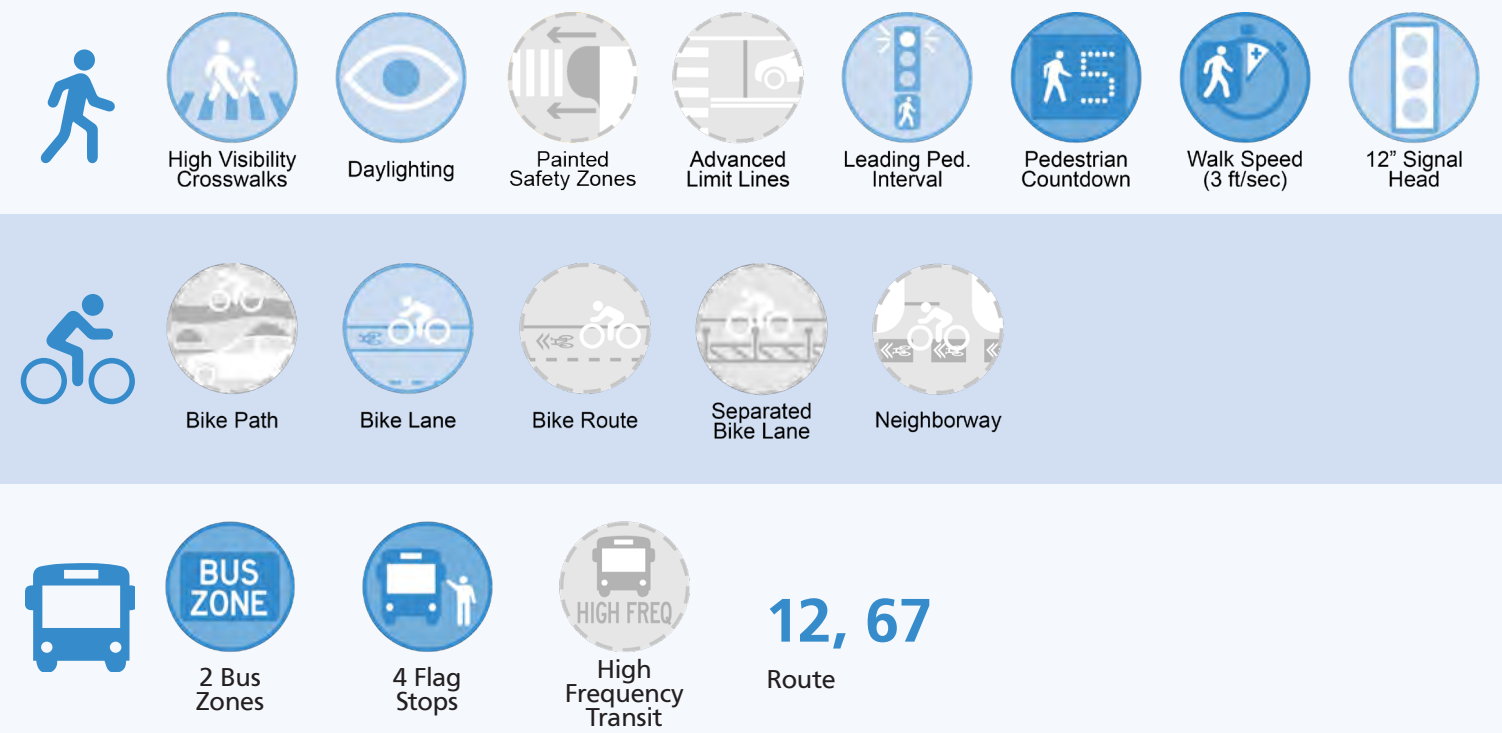 5
High Visibility
Crosswalks
Daylighting
Painted
Safety Zones
Advanced
Limit Lines
Leading Ped.
Interval
Pedestrian
Countdown
Walk Speed
(3 ft/sec)
12” Signal
Head
Bike Path
Bike Lane
Bike Route
Separated
Bike Lane
Neighborway
BUS
ZONE
2 Bus
Zones
4 Flag
Stops
HIGH FREQ
High
Frequency
Transit
12, 67
Route